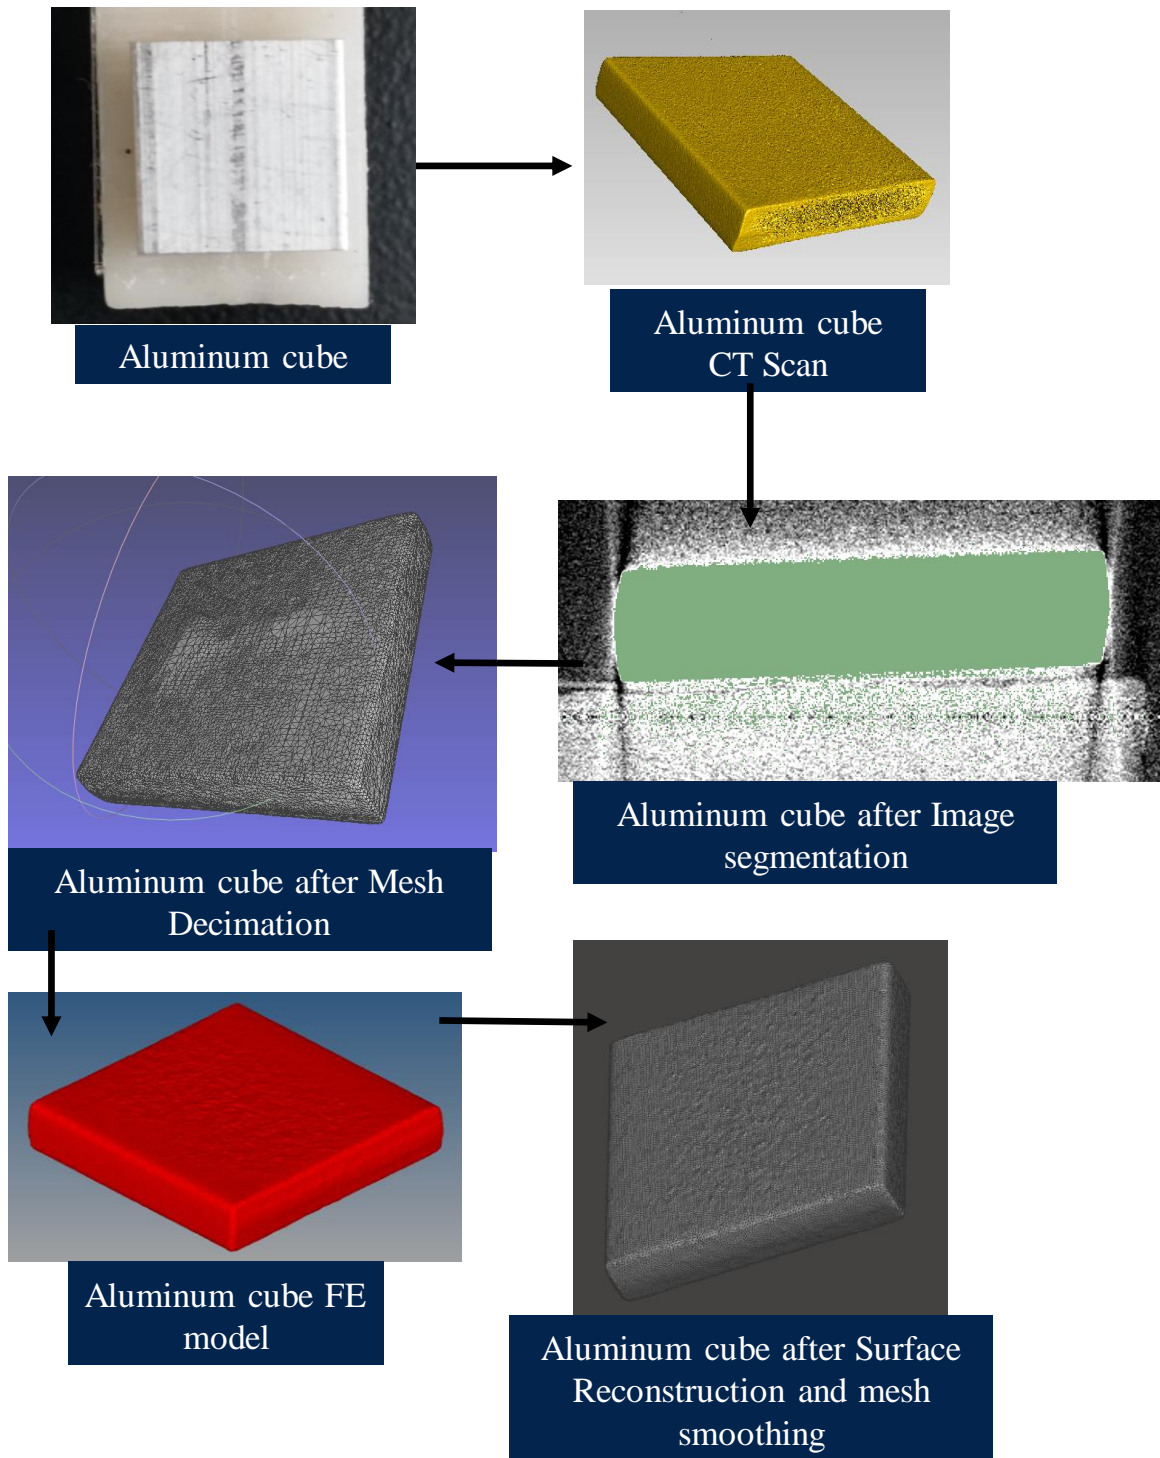 Aluminum cube
Aluminum cube
CT Scan
Aluminum cube after Image
segmentation
Aluminum cube after Mesh
Decimation
Aluminum cube FE
model
Aluminum cube after Surface
Reconstruction and mesh
smoothing